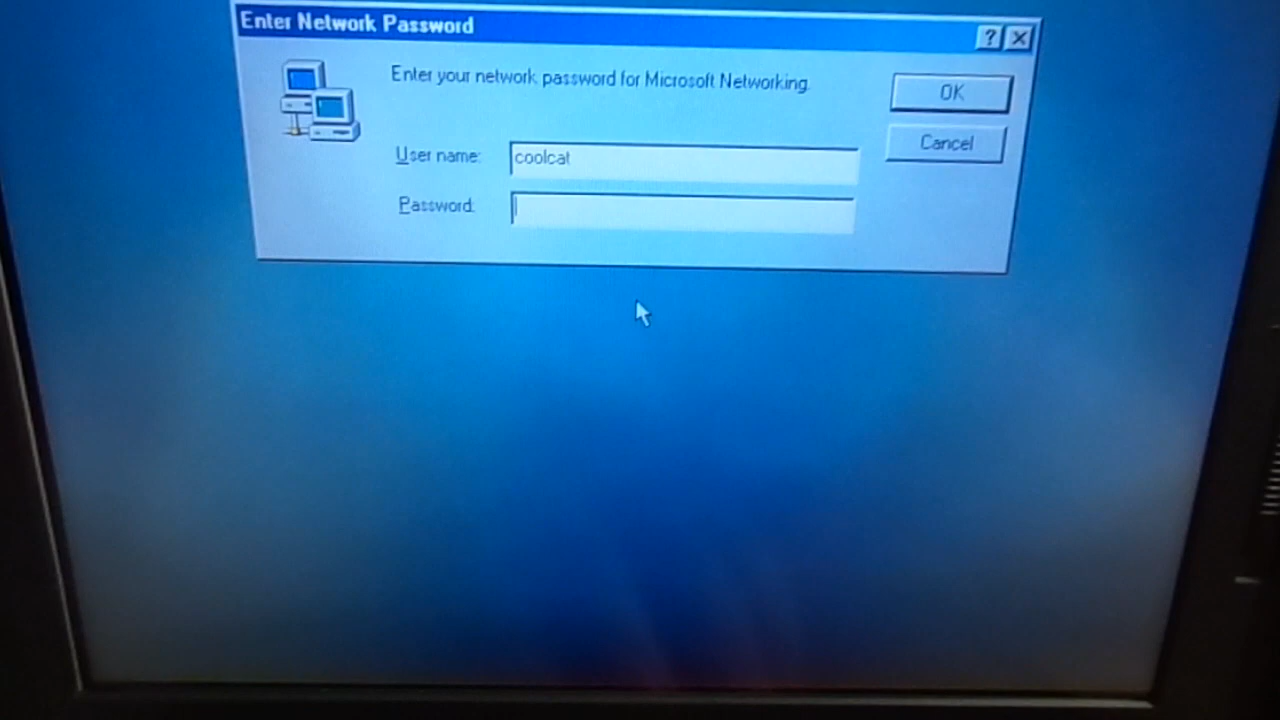 Enter Network Password
? X
Enter your network password for Microsoft Networking.
OK
Cancel
User name: coolcat
Password: